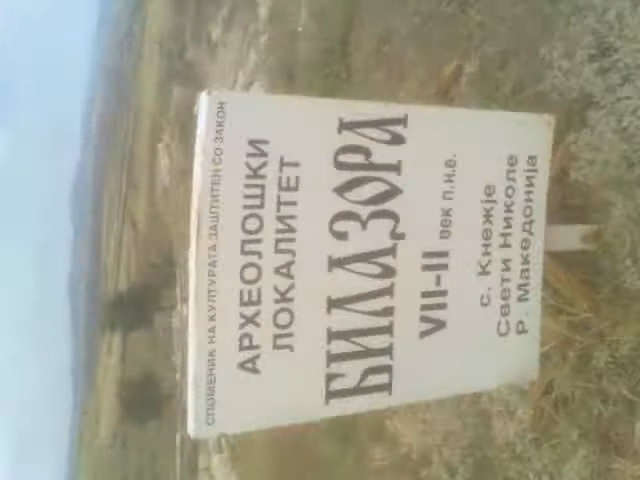 СПОМЕНИК НА КУЛТУРАТА ЗАШТИТЕН СО ЗАКОН
АРХЕОЛОШКИ
ЛОКАЛИТЕТ
БИЛАЗОРА
VII-II век п.н.е.
с. Кнежје
Свети Николе
Р. Македонија